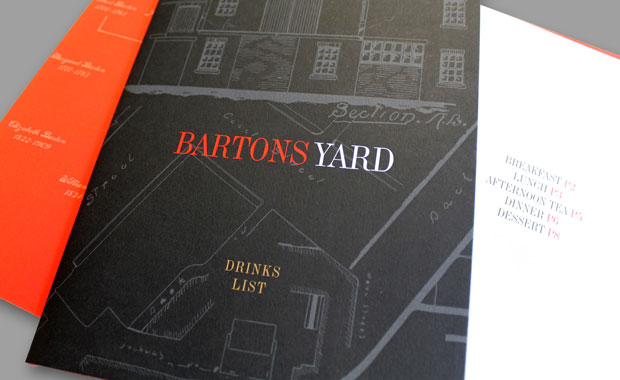 Margaret Barton
Elizabeth Barton
1822-1909
Section. A.B.
BARTONS YARD
DRINKS
LIST
BREAKFAST P2
LUNCH P3
AFTERNOON TEA P5
DINNER P6
DESSERT P8